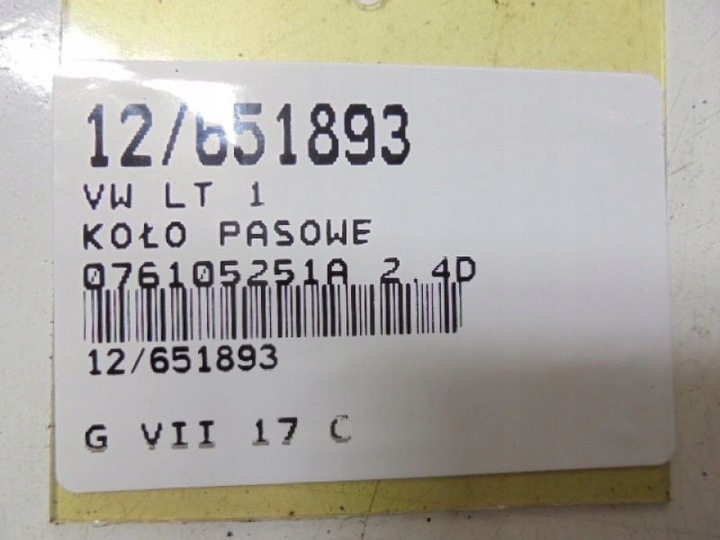 12/651893
VW LT 1
KOŁO PASOWE
076105251A 2.4D
12/651893
G VII 17 C